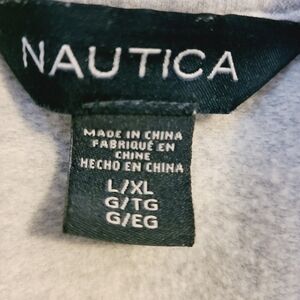 NAUTICA
MADE IN CHINA
FABRIQUÉ EN
CHINE
HECHO EN CHINA
L/XL
G/TG
G/EG